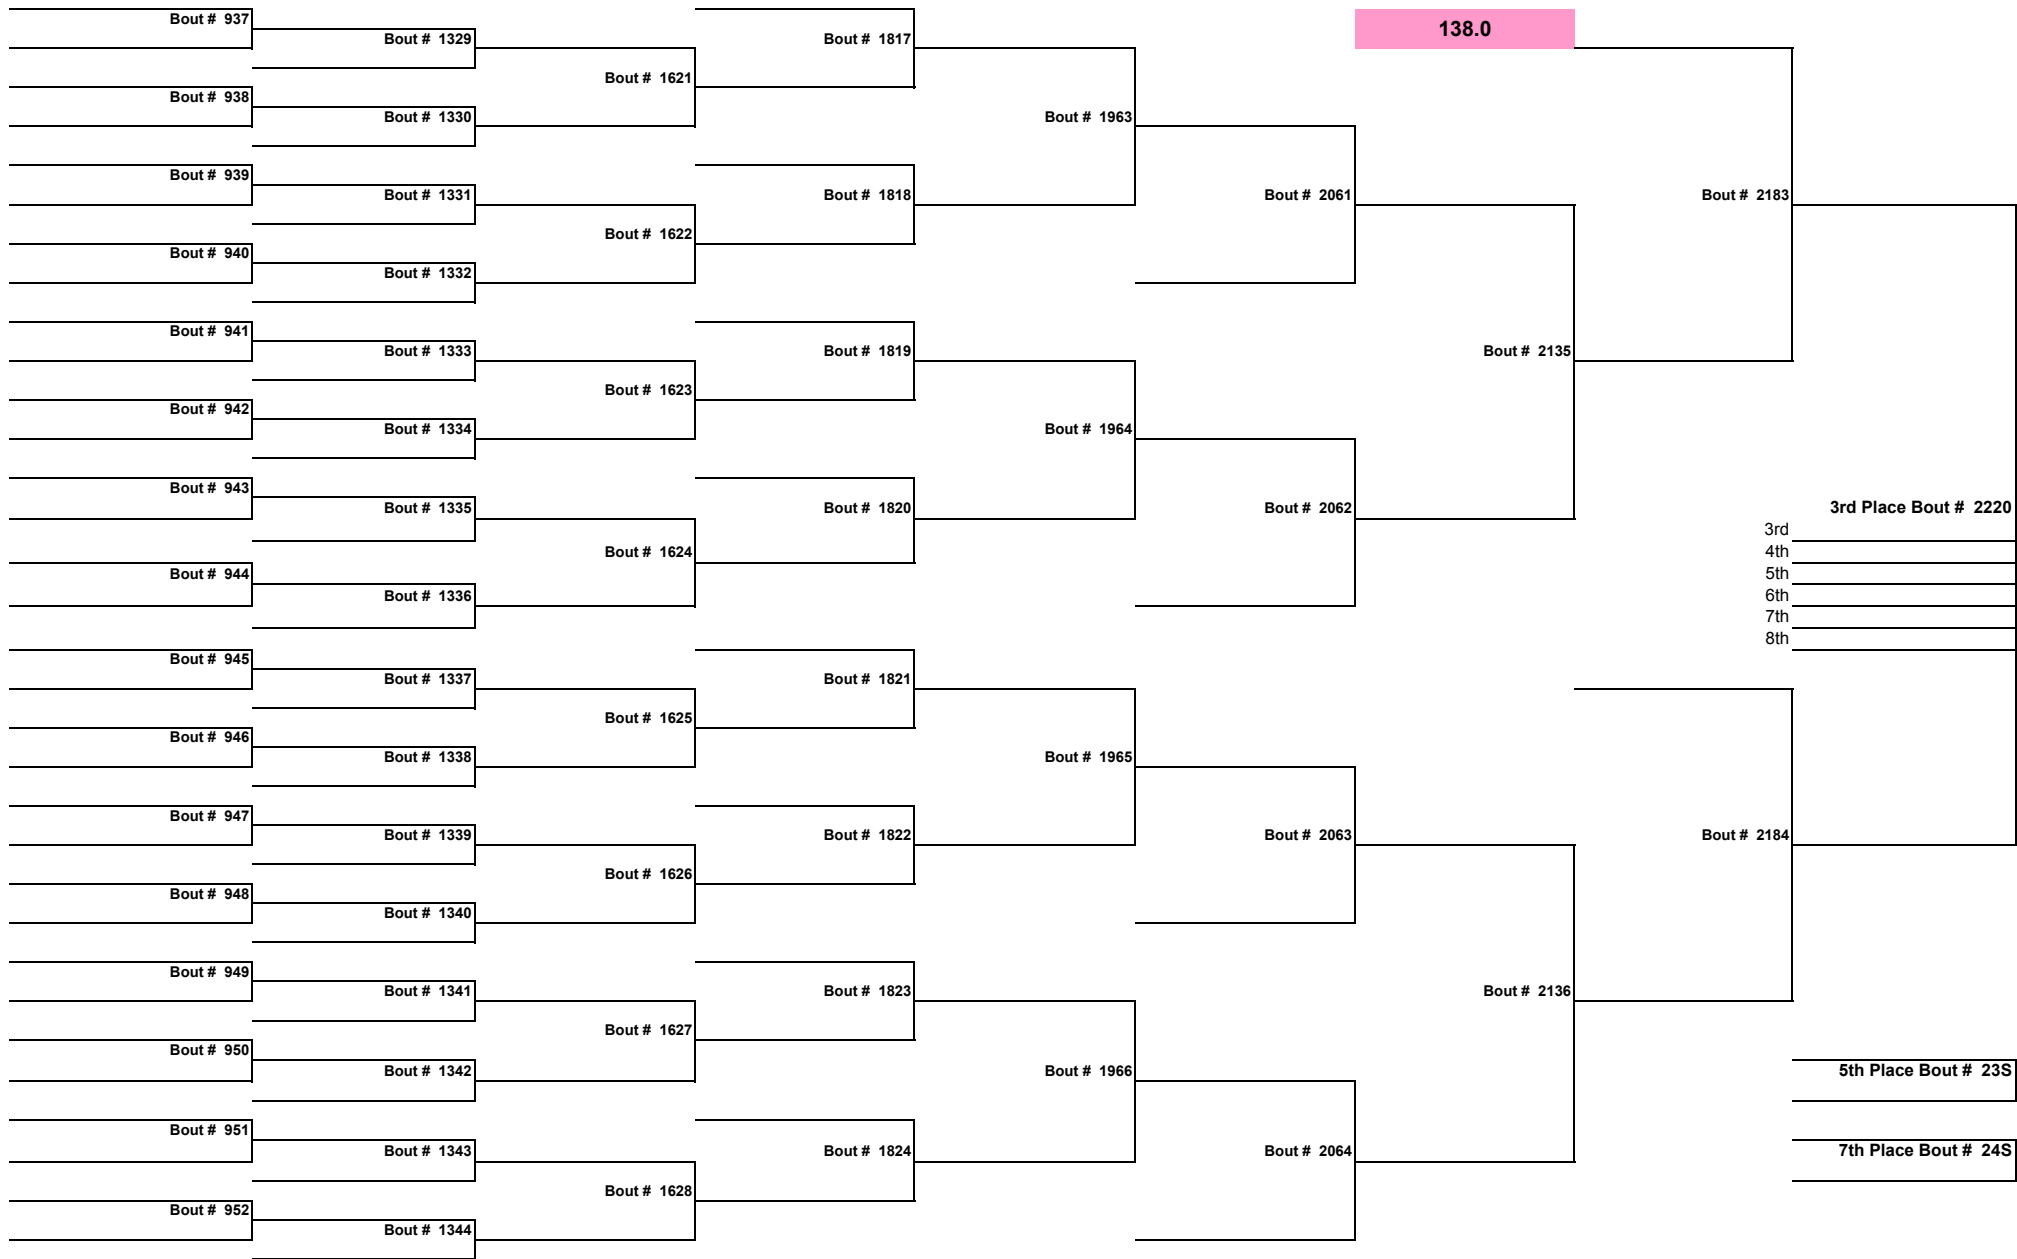 Bout # 937
Bout # 1329
Bout # 1817
138.0
Bout # 1621
Bout # 938
Bout # 1330
Bout # 1963
Bout # 939
Bout # 1331
Bout # 1818
Bout # 2061
Bout # 2183
Bout # 1622
Bout # 940
Bout # 1332
Bout # 941
Bout # 1333
Bout # 1819
Bout # 2135
Bout # 1623
Bout # 942
Bout # 1334
Bout # 1964
Bout # 943
Bout # 1335
Bout # 1820
Bout # 2062
3rd Place Bout # 2220
3rd
Bout # 1624
4th
Bout # 944
5th
Bout # 1336
6th
7th
8th
Bout # 945
Bout # 1337
Bout # 1821
Bout # 1625
Bout # 946
Bout # 1338
Bout # 1965
Bout # 947
Bout # 1339
Bout # 1822
Bout # 2063
Bout # 2184
Bout # 1626
Bout # 948
Bout # 1340
Bout # 949
Bout # 1341
Bout # 1823
Bout # 2136
Bout # 1627
Bout # 950
Bout # 1342
Bout # 1966
5th Place Bout # 23S
Bout # 951
Bout # 1343
Bout # 1824
Bout # 2064
7th Place Bout # 24S
Bout # 1628
Bout # 952
Bout # 1344